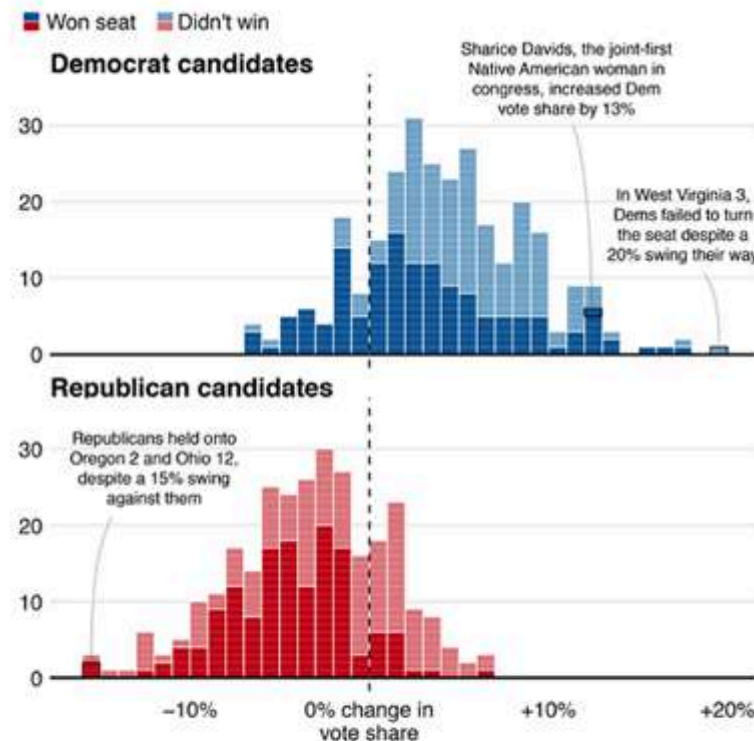 Won seat Didn't win
Democrat candidates
Sharice Davids, the joint-first
Native American woman in
congress, increased Dem
vote share by 13%
In West Virginia 3,
Dems failed to turn
the seat despite a
20% swing their way
30
20
10
0
Republican candidates
Republicans held onto
Oregon 2 and Ohio 12,
despite a 15% swing
against them
30
20
10
0
−10% 0% change in +10% +20%
vote share